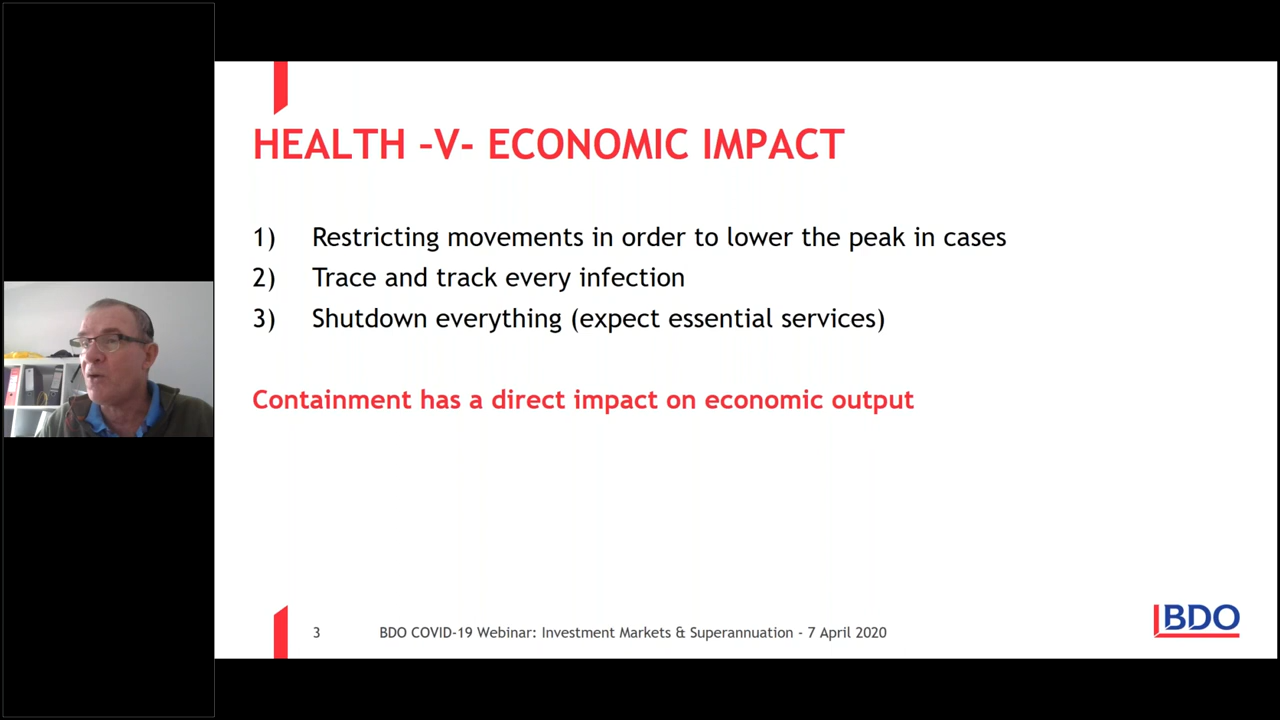 HEALTH -V- ECONOMIC IMPACT
1) Restricting movements in order to lower the peak in cases
2) Trace and track every infection
3) Shutdown everything (expect essential services)
Containment has a direct impact on economic output
3 BDO COVID-19 Webinar: Investment Markets & Superannuation - 7 April 2020
BDO